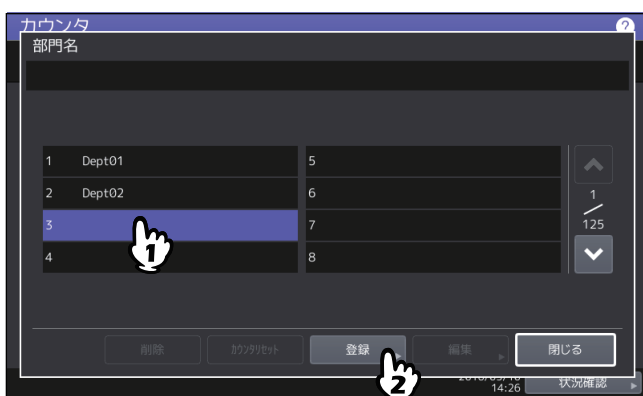 カウンタ
?
部門名
1 Dept01
2 Dept02
3
4
5
6
7
8
1
125
1
削除
カウンタリセット
登録
編集
閉じる
2
14:26
状況確認